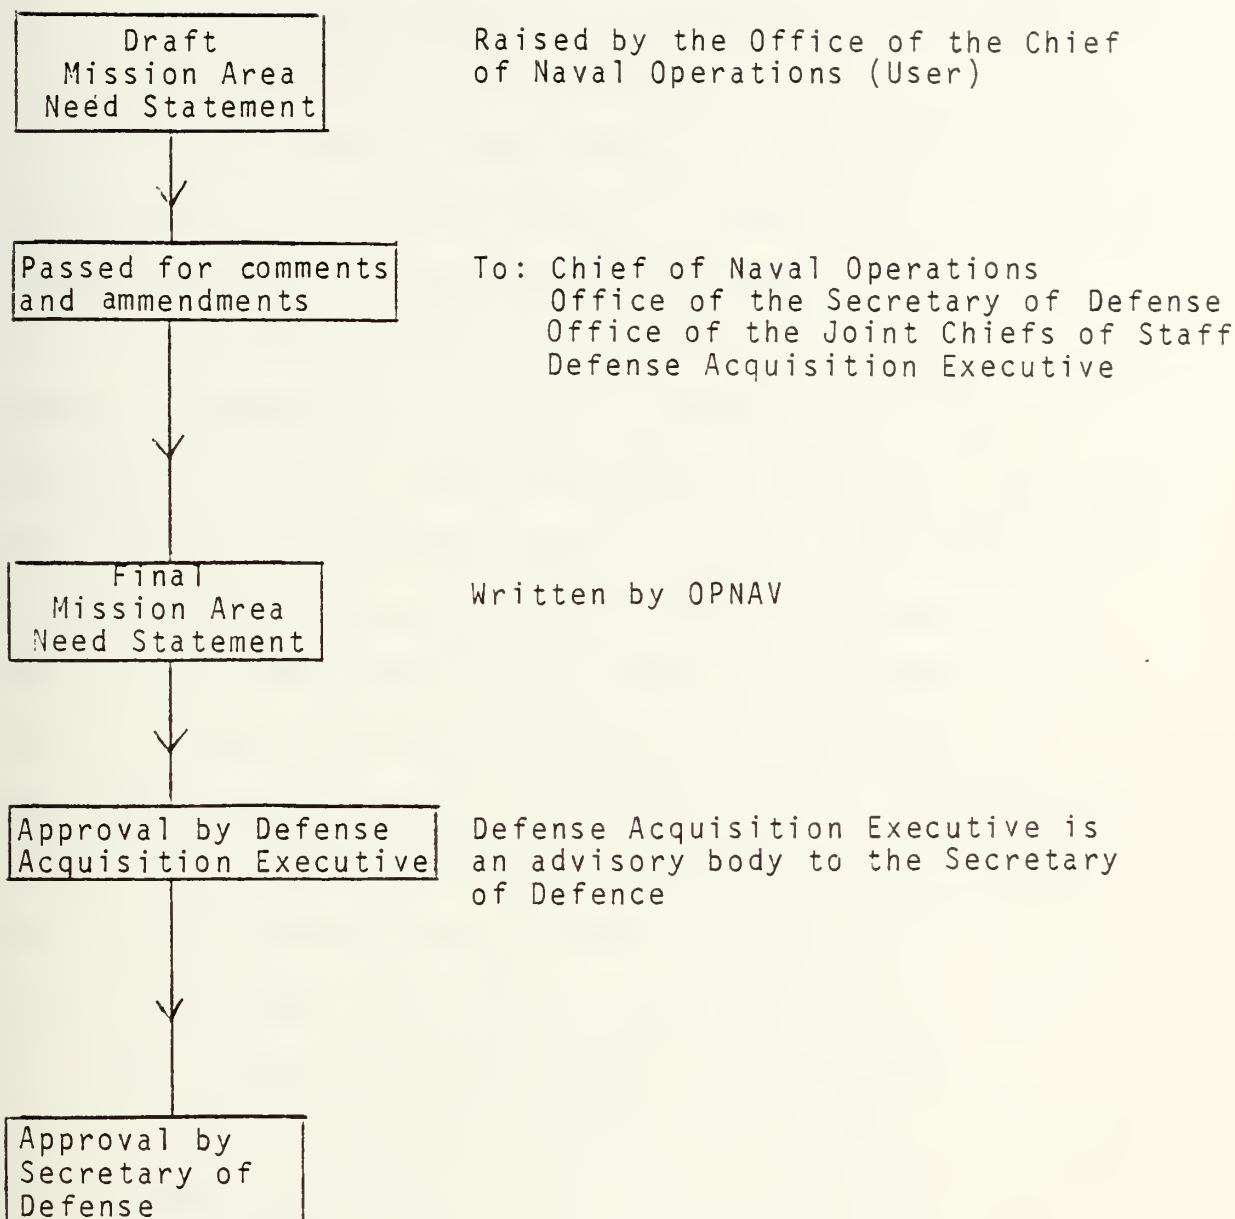 Draft
Mission Area
Need Statement
Raised by the Office of the Chief
of Naval Operations (User)
Passed for comments
and ammendments
To: Chief of Naval Operations
Office of the Secretary of Defense
Office of the Joint Chiefs of Staff
Defense Acquisition Executive
Final
Mission Area
Need Statement
Written by OPNAV
Approval by Defense
Acquisition Executive
Defense Acquisition Executive is
an advisory body to the Secretary
of Defence
Approval by
Secretary of
Defense